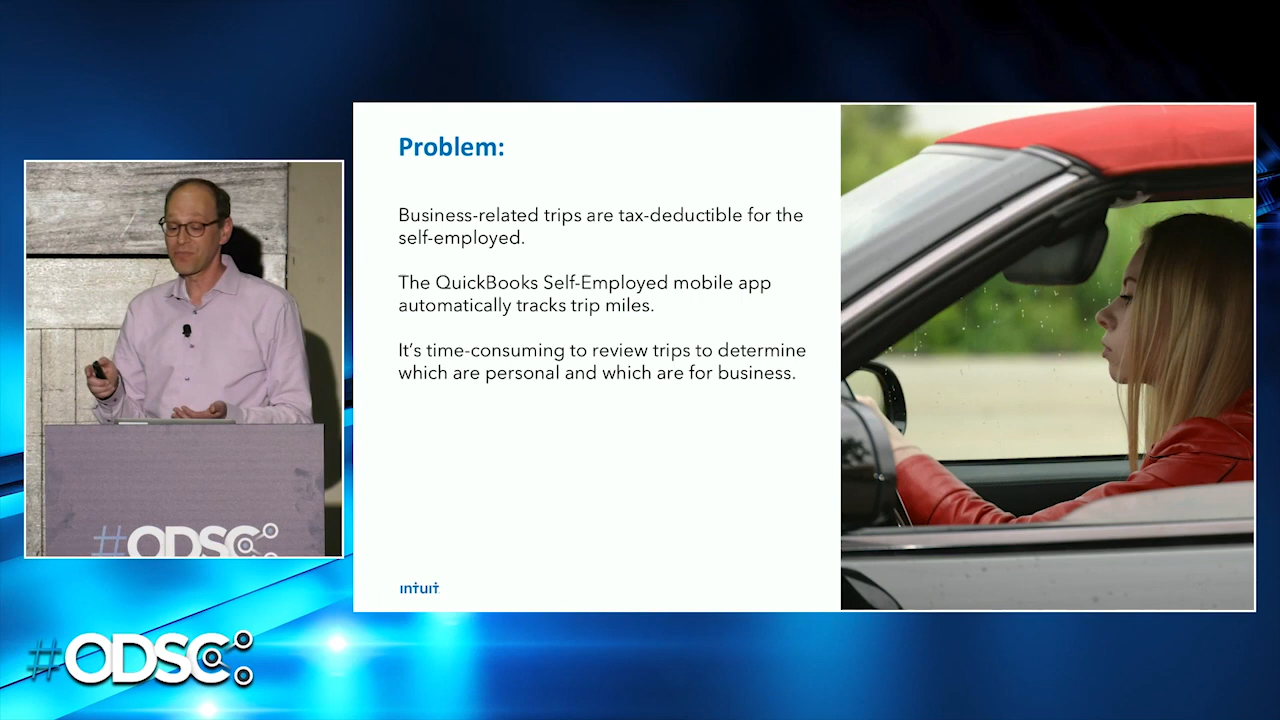 Problem:
Business-related trips are tax-deductible for the
self-employed.
The QuickBooks Self-Employed mobile app
automatically tracks trip miles.
It's time-consuming to review trips to determine
which are personal and which are for business.
intuit
#ODSC
#ODSC